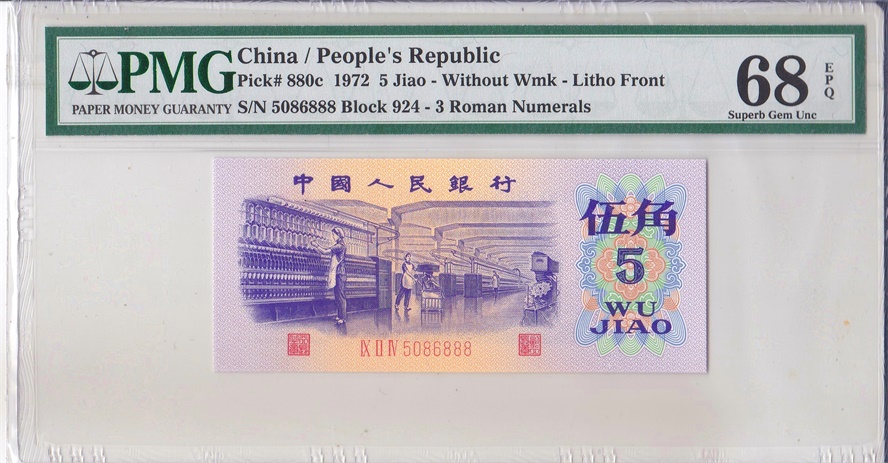 PMG
PAPER MONEY GUARANTY
China / People's Republic
Pick# 880c 1972 5 Jiao - Without Wmk - Litho Front
S/N 5086888 Block 924 - 3 Roman Numerals
68
EPQ
Superb Gem Unc
中國人民銀行
伍角
5
WU
JIAO
IX II IV 5086888